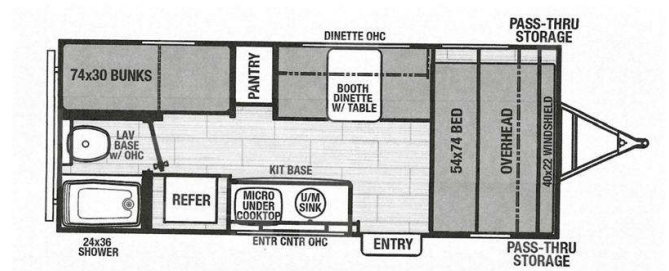 PASS-THRU
STORAGE
DINETTE OHC
74x30 BUNKS
PANTRY
BOOTH
DINETTE
W/ TABLE
54x74 BED
OVERHEAD
40x22 WINDSHIELD
LAV
BASE
w/ OHC
KIT BASE
REFER
MICRO
UNDER
COOKTOP
U/M
SINK
24x36
SHOWER
ENTR CNTR OHC
ENTRY
PASS-THRU
STORAGE